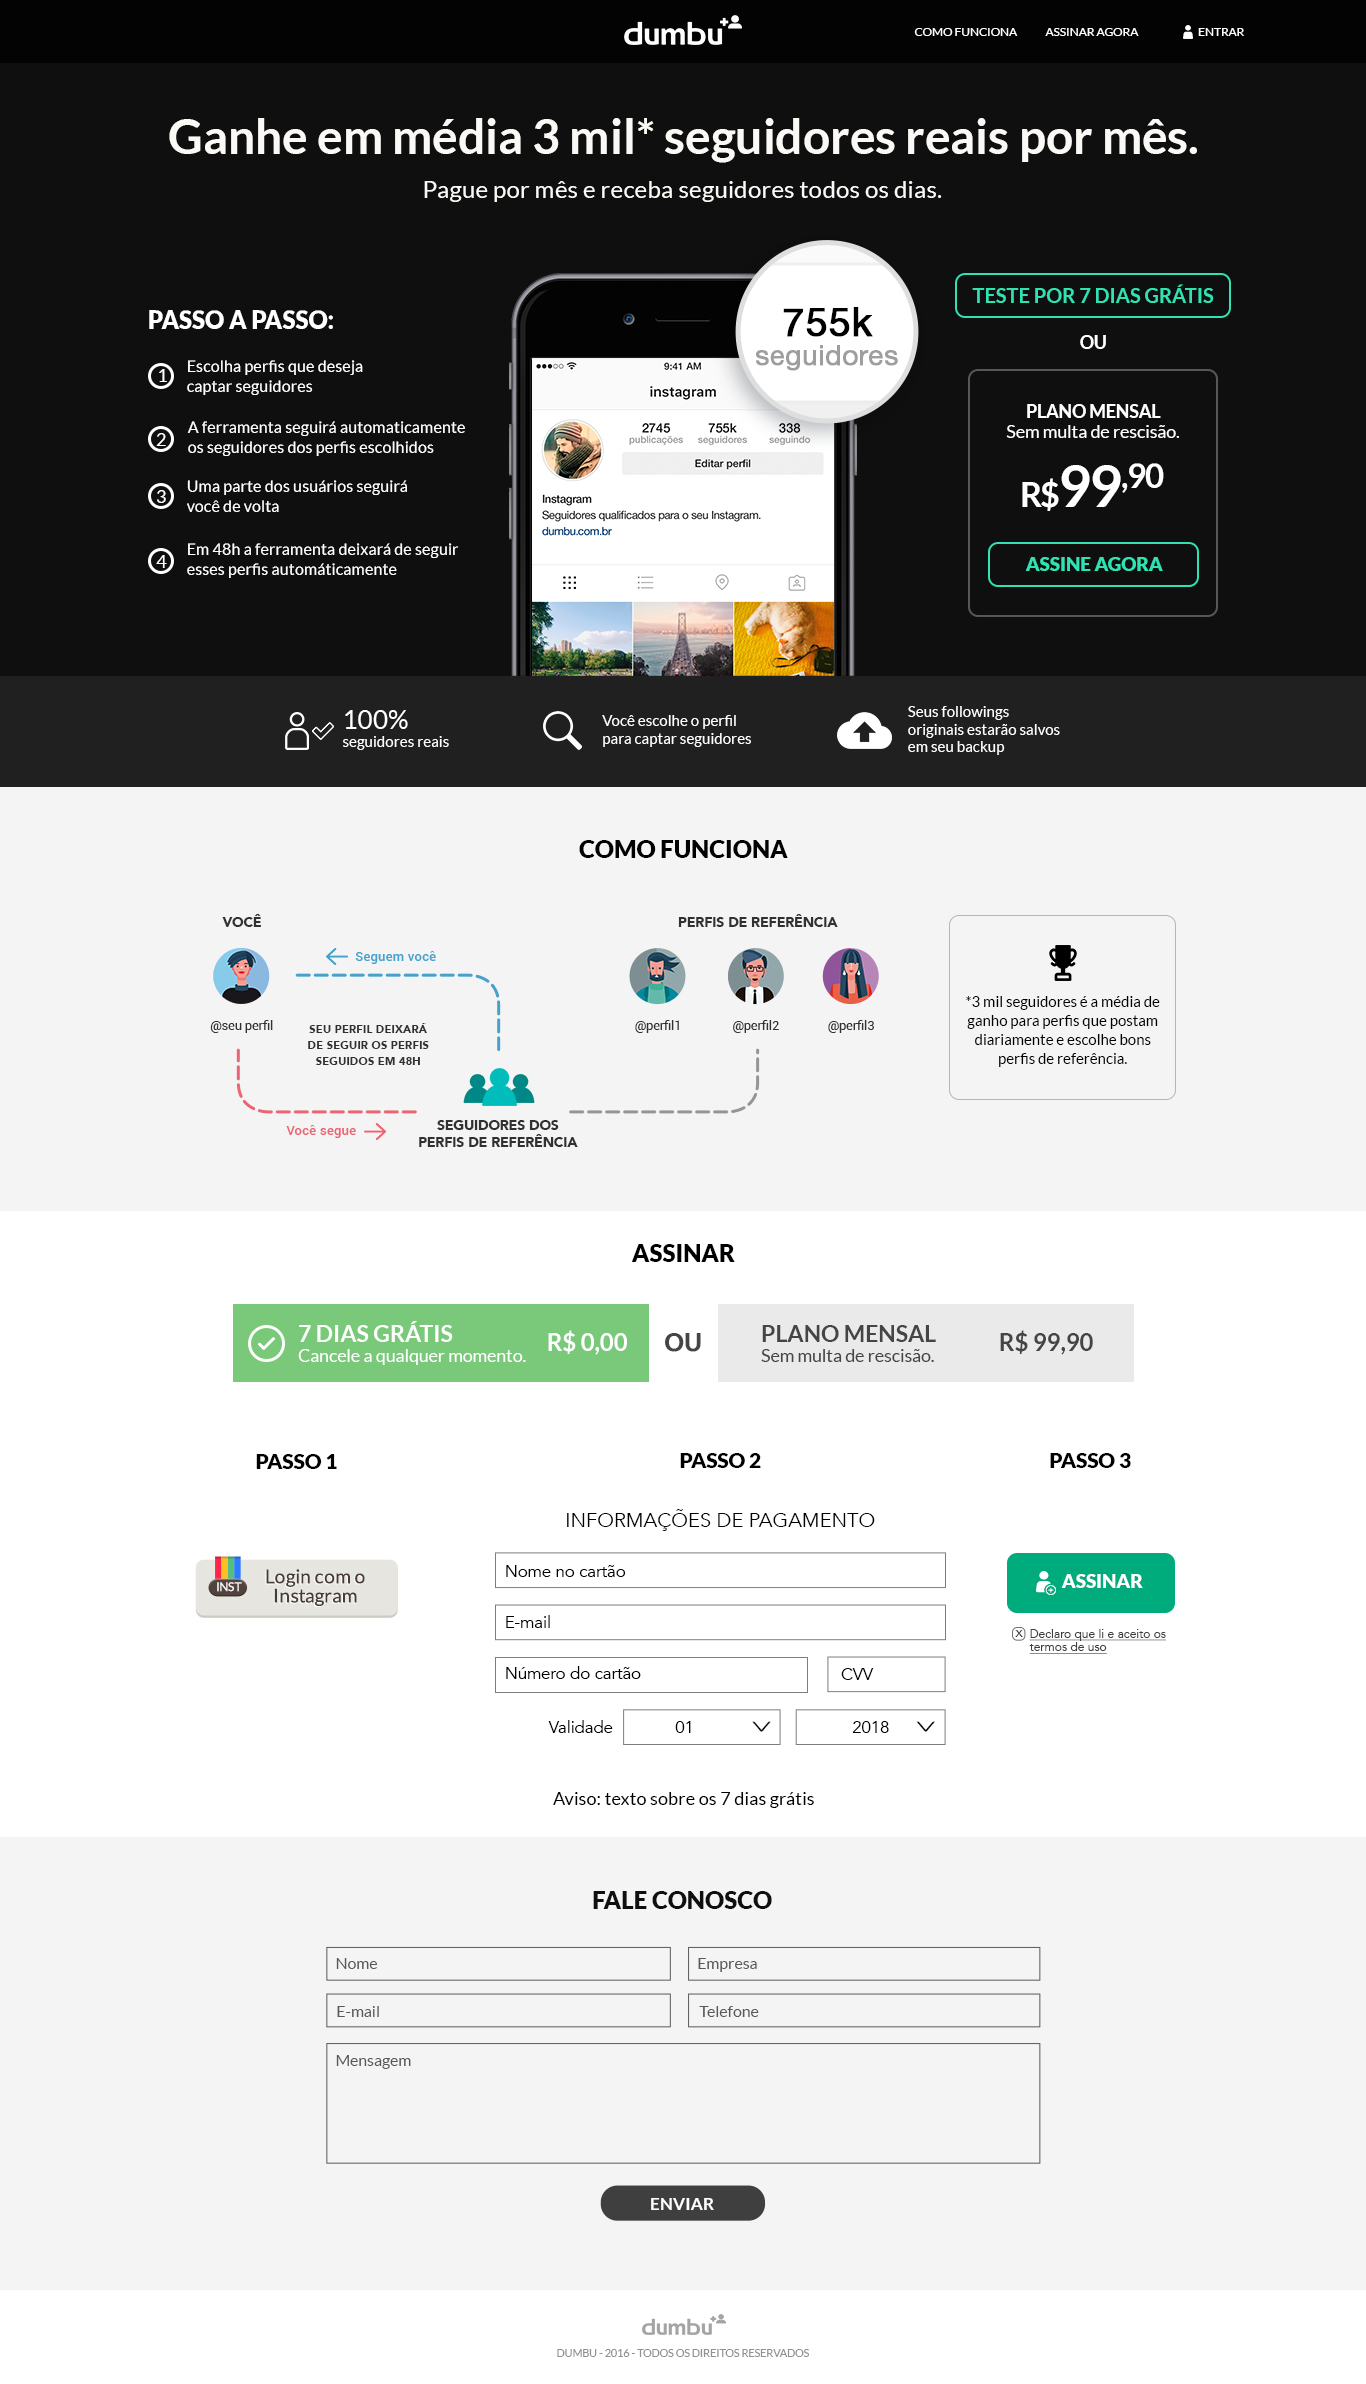 dumbu
COMO FUNCIONA
ASSINAR AGORA
ENTRAR
Ganhe em média 3 mil* seguidores reais por mês.
Pague por mês e receba seguidores todos os dias.
PASSO A PASSO:
1
Escolha perfis que deseja
captar seguidores
2
A ferramenta seguirá automaticamente
os seguidores dos perfis escolhidos
3
Uma parte dos usuários seguirá
você de volta
4
Em 48h a ferramenta deixará de seguir
esses perfis automáticamente
755k
seguidores
9:41 AM
instagram
2745
publicações
755k
seguidores
338
seguindo
Editar perfil
Instagram
Seguidores qualificados para o seu Instagram.
dumbu.com.br
TESTE POR 7 DIAS GRÁTIS
OU
PLANO MENSAL
Sem multa de rescisão.
R$99,90
ASSINE AGORA
100%
seguidores reais
Você escolhe o perfil
para captar seguidores
Seus followings
originais estarão salvos
em seu backup
COMO FUNCIONA
VOCÊ
@seu perfil
Seguem você
SEU PERFIL DEIXARÁ
DE SEGUIR OS PERFIS
SEGUIDOS EM 48H
Você segue
SEGUIDORES DOS
PERFIS DE REFERÊNCIA
PERFIS DE REFERÊNCIA
@perfil1
@perfil2
@perfil3
*3 mil seguidores é a média de
ganho para perfis que postam
diariamente e escolhe bons
perfis de referência.
ASSINAR
7 DIAS GRÁTIS
Cancele a qualquer momento.
R$ 0,00
OU
PLANO MENSAL
Sem multa de rescisão.
R$ 99,90
PASSO 1
INST
Login com o
Instagram
PASSO 2
INFORMAÇÕES DE PAGAMENTO
Nome no cartão
E-mail
Número do cartão
CVV
Validade
01
2018
PASSO 3
ASSINAR
X
Declaro que li e aceito os
termos de uso
Aviso: texto sobre os 7 dias grátis
FALE CONOSCO
Nome
Empresa
E-mail
Telefone
Mensagem
ENVIAR
dumbu
DUMBU - 2016 - TODOS OS DIREITOS RESERVADOS